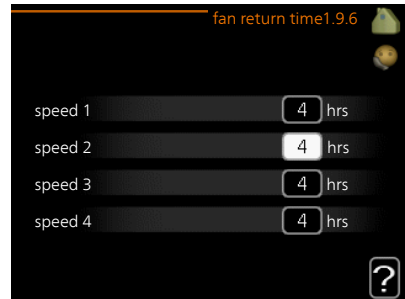 fan return time1.9.6
speed 1 4 hrs
speed 2 4 hrs
speed 3 4 hrs
speed 4 4 hrs
?